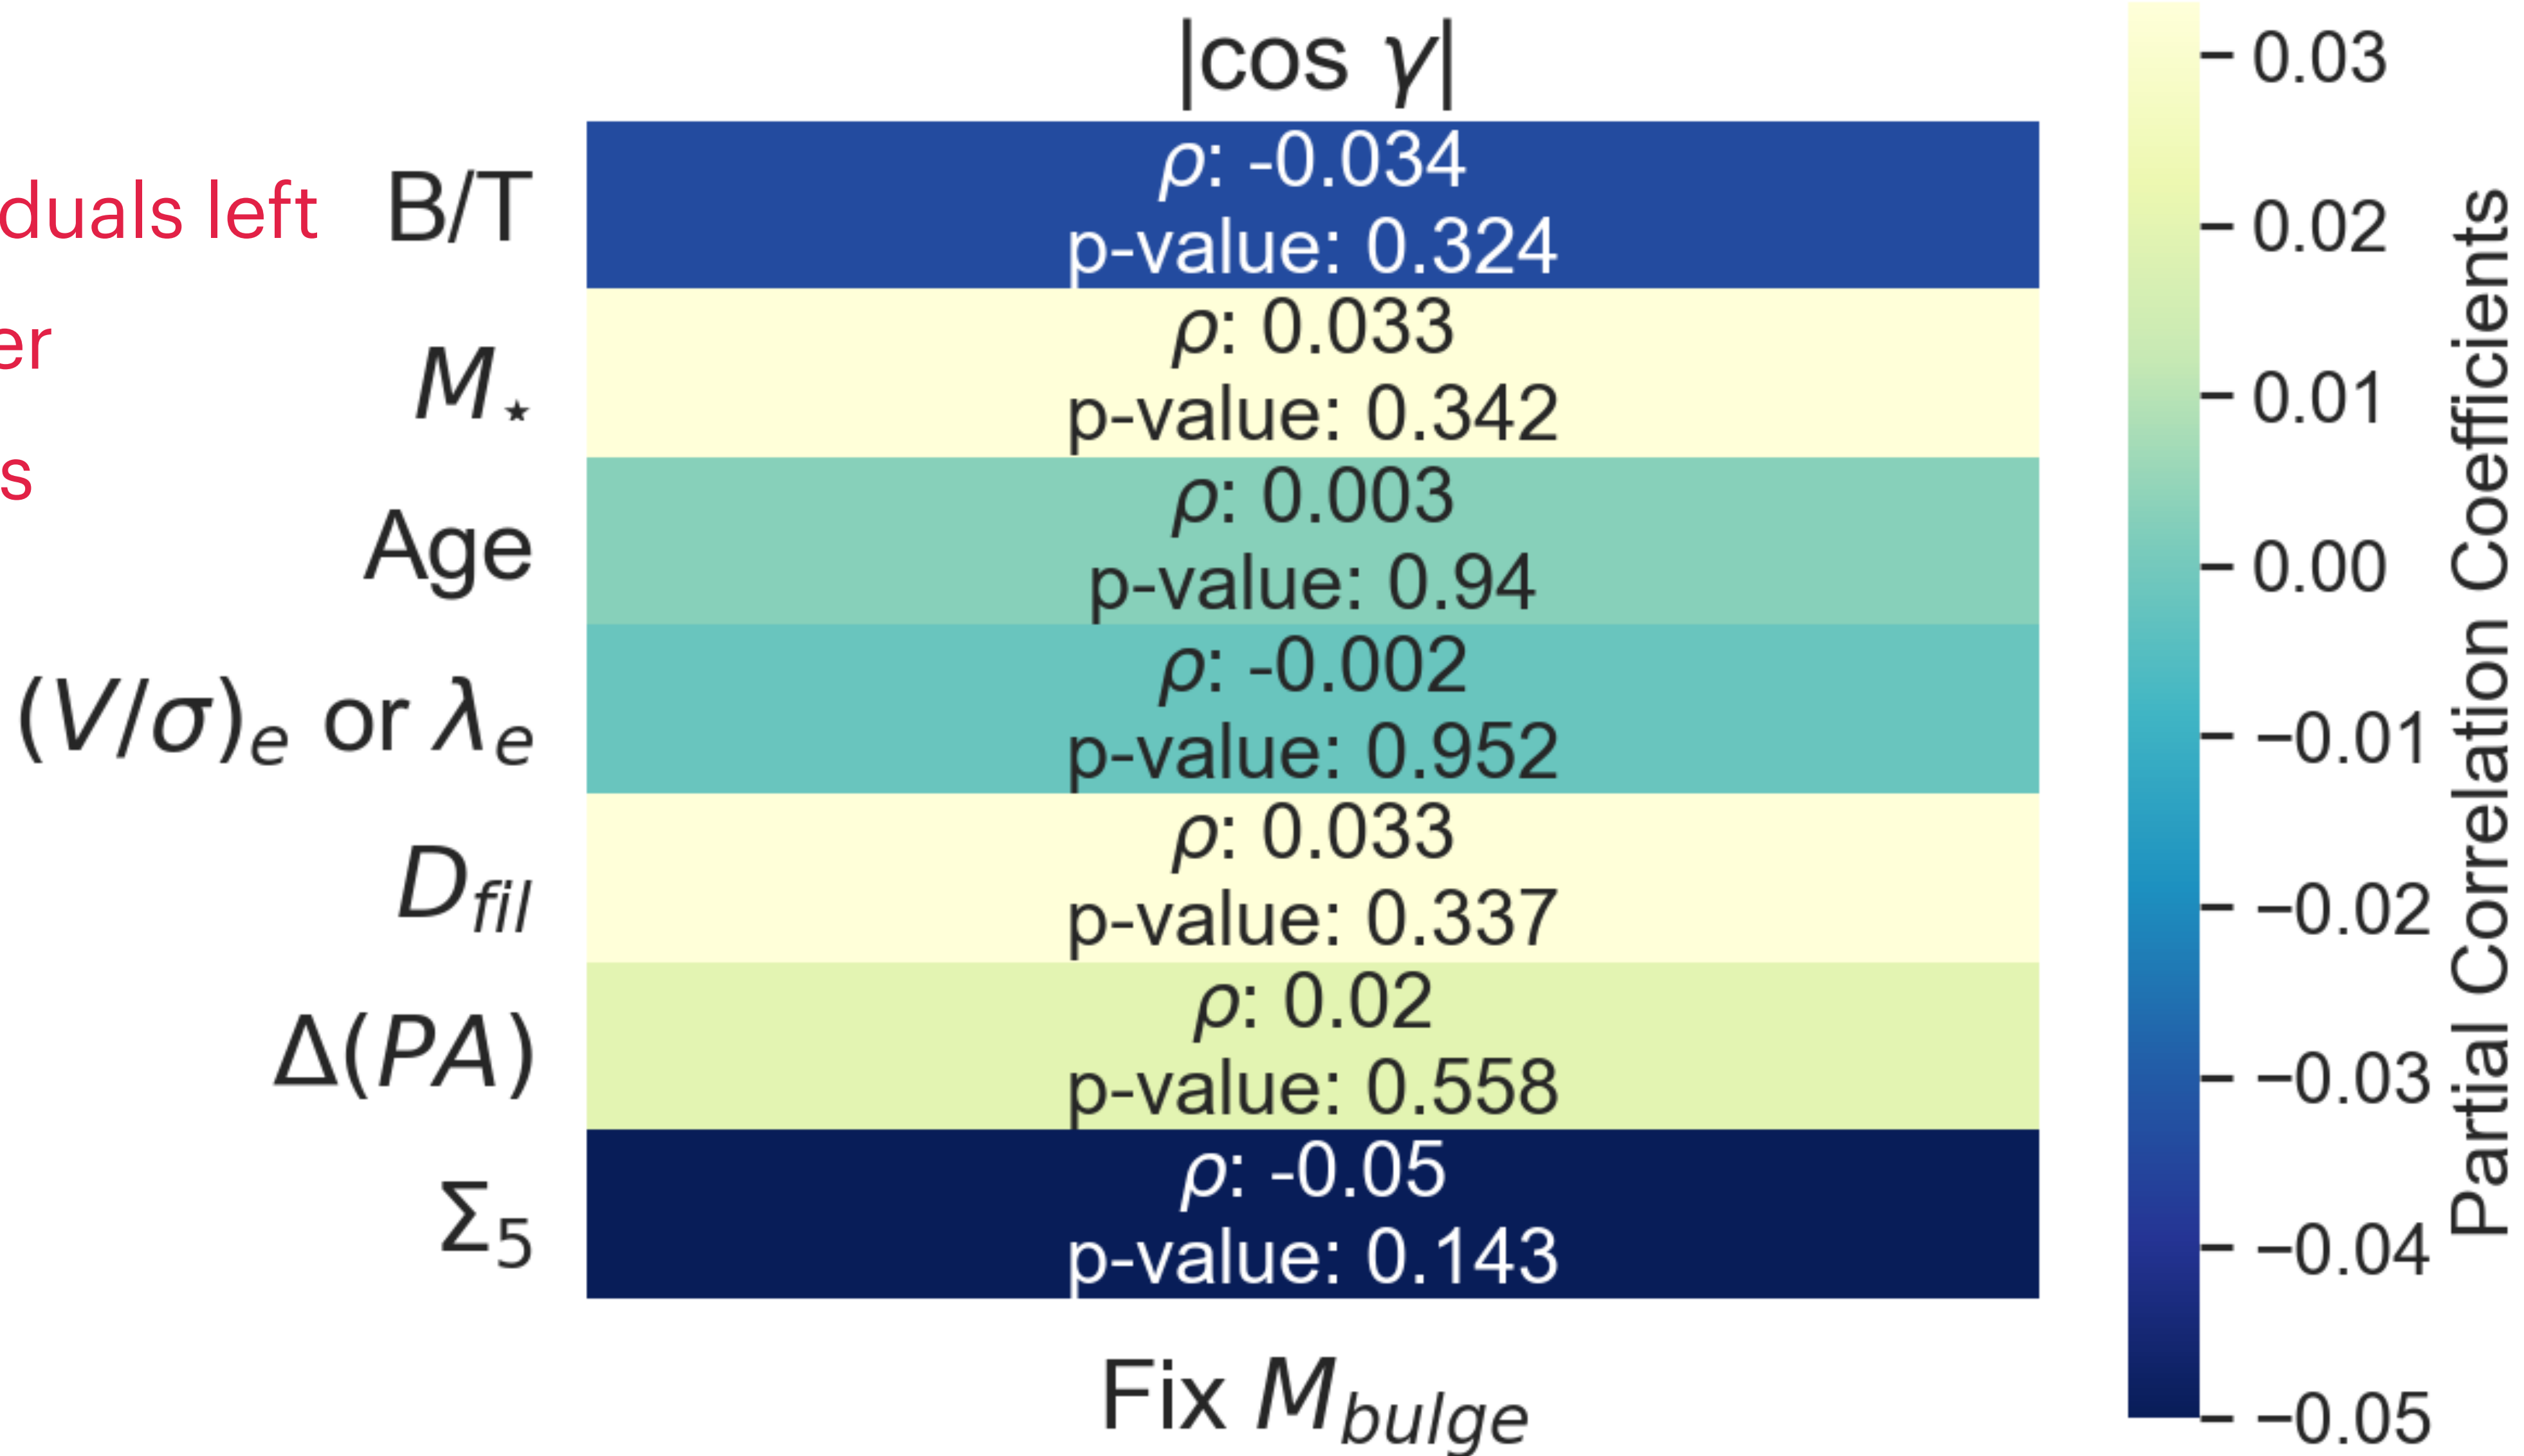 |cos γ|
duals left
er
s
B/T
ρ: -0.034
p-value: 0.324
M⋆
ρ: 0.033
p-value: 0.342
Age
ρ: 0.003
p-value: 0.94
(V/σ)e or λe
ρ: -0.002
p-value: 0.952
Dfil
ρ: 0.033
p-value: 0.337
Δ(PA)
ρ: 0.02
p-value: 0.558
Σ5
ρ: -0.05
p-value: 0.143
Fix Mbulge
0.03
0.02
0.01
0.00
−0.01
−0.02
−0.03
−0.04
−0.05
Partial Correlation Coefficients